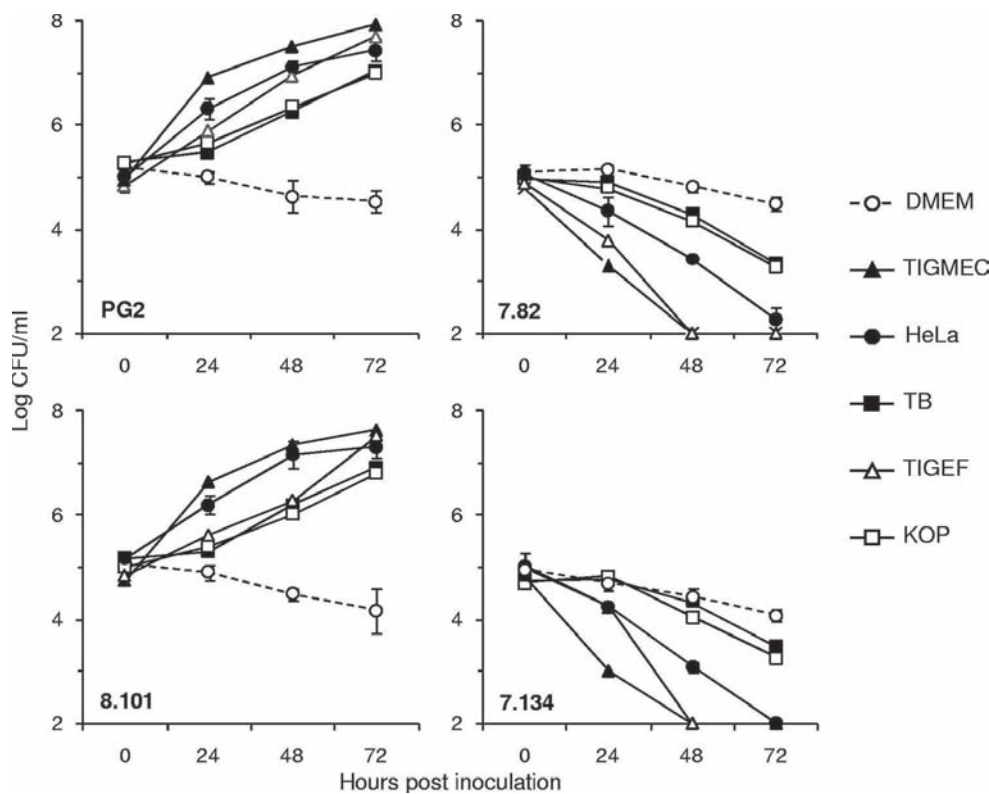 Log CFU/ml
8
6
4
2
PG2
0 24 48 72
8
6
4
2
7.82
0 24 48 72
8
6
4
2
8.101
0 24 48 72
8
6
4
2
7.134
0 24 48 72
Hours post inoculation
DMEM
TIGMEC
HeLa
TB
TIGEF
KOP